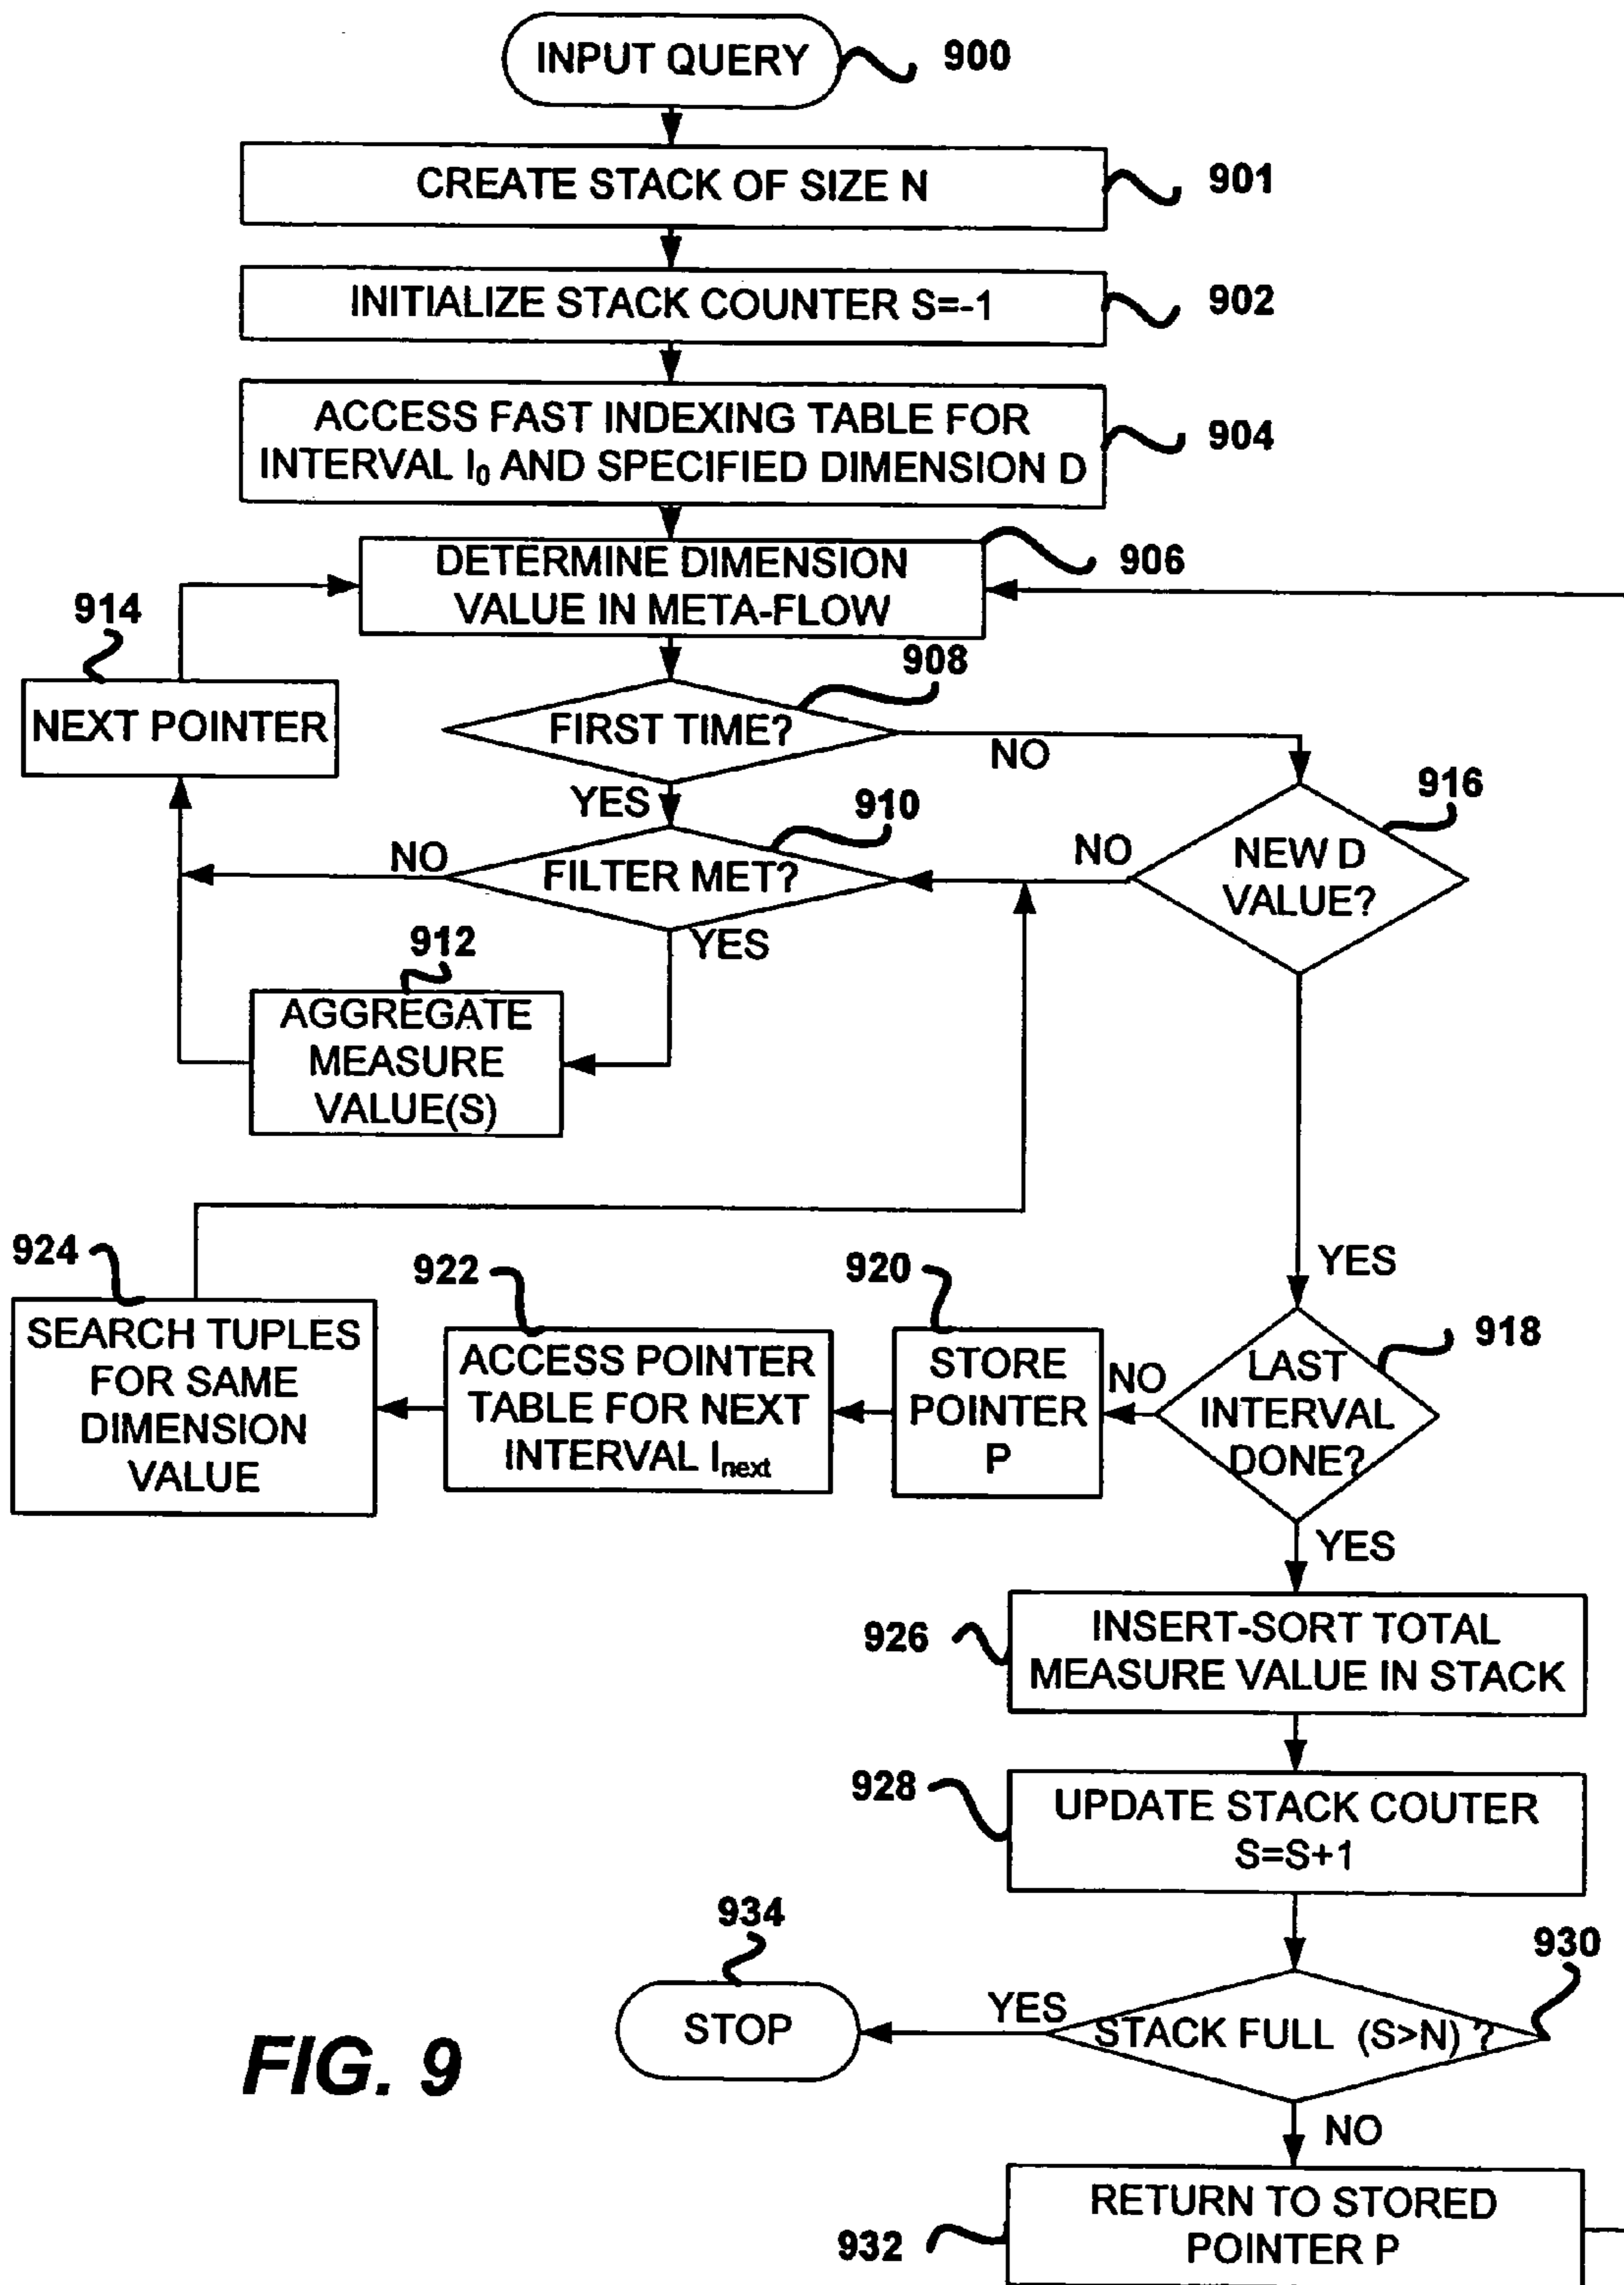 INPUT QUERY
900
CREATE STACK OF SIZE N
901
INITIALIZE STACK COUNTER S=-1
902
ACCESS FAST INDEXING TABLE FOR
INTERVAL I0 AND SPECIFIED DIMENSION D
904
DETERMINE DIMENSION
VALUE IN META-FLOW
906
914
NEXT POINTER
908
FIRST TIME?
NO
YES
910
916
NO
FILTER MET?
NO
NEW D
VALUE?
YES
912
AGGREGATE
MEASURE
VALUE(S)
YES
924
SEARCH TUPLES
FOR SAME
DIMENSION
VALUE
922
ACCESS POINTER
TABLE FOR NEXT
INTERVAL Inext
920
STORE
POINTER
P
NO
918
LAST
INTERVAL
DONE?
YES
926
INSERT-SORT TOTAL
MEASURE VALUE IN STACK
928
UPDATE STACK COUTER
S=S+1
934
STOP
YES
930
STACK FULL (S>N) ?
NO
FIG. 9
932
RETURN TO STORED
POINTER P